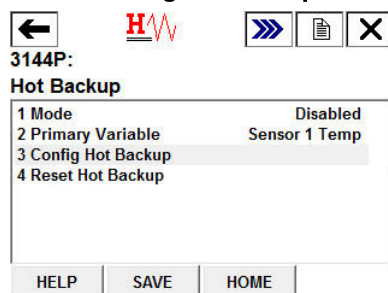 H
3144P:
Hot Backup
1 Mode Disabled
2 Primary Variable Sensor 1 Temp
3 Config Hot Backup
4 Reset Hot Backup
HELP SAVE HOME